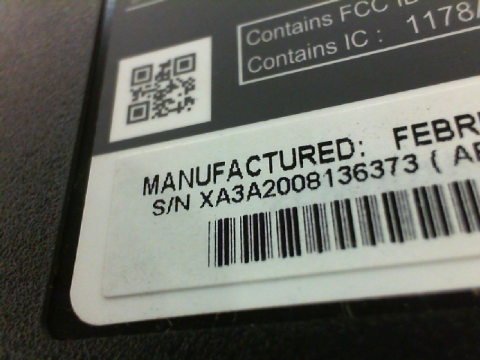 Contains FCC ID
Contains IC : 1178
MANUFACTURED: FEBR
S/N XA3A2008136373 ( A